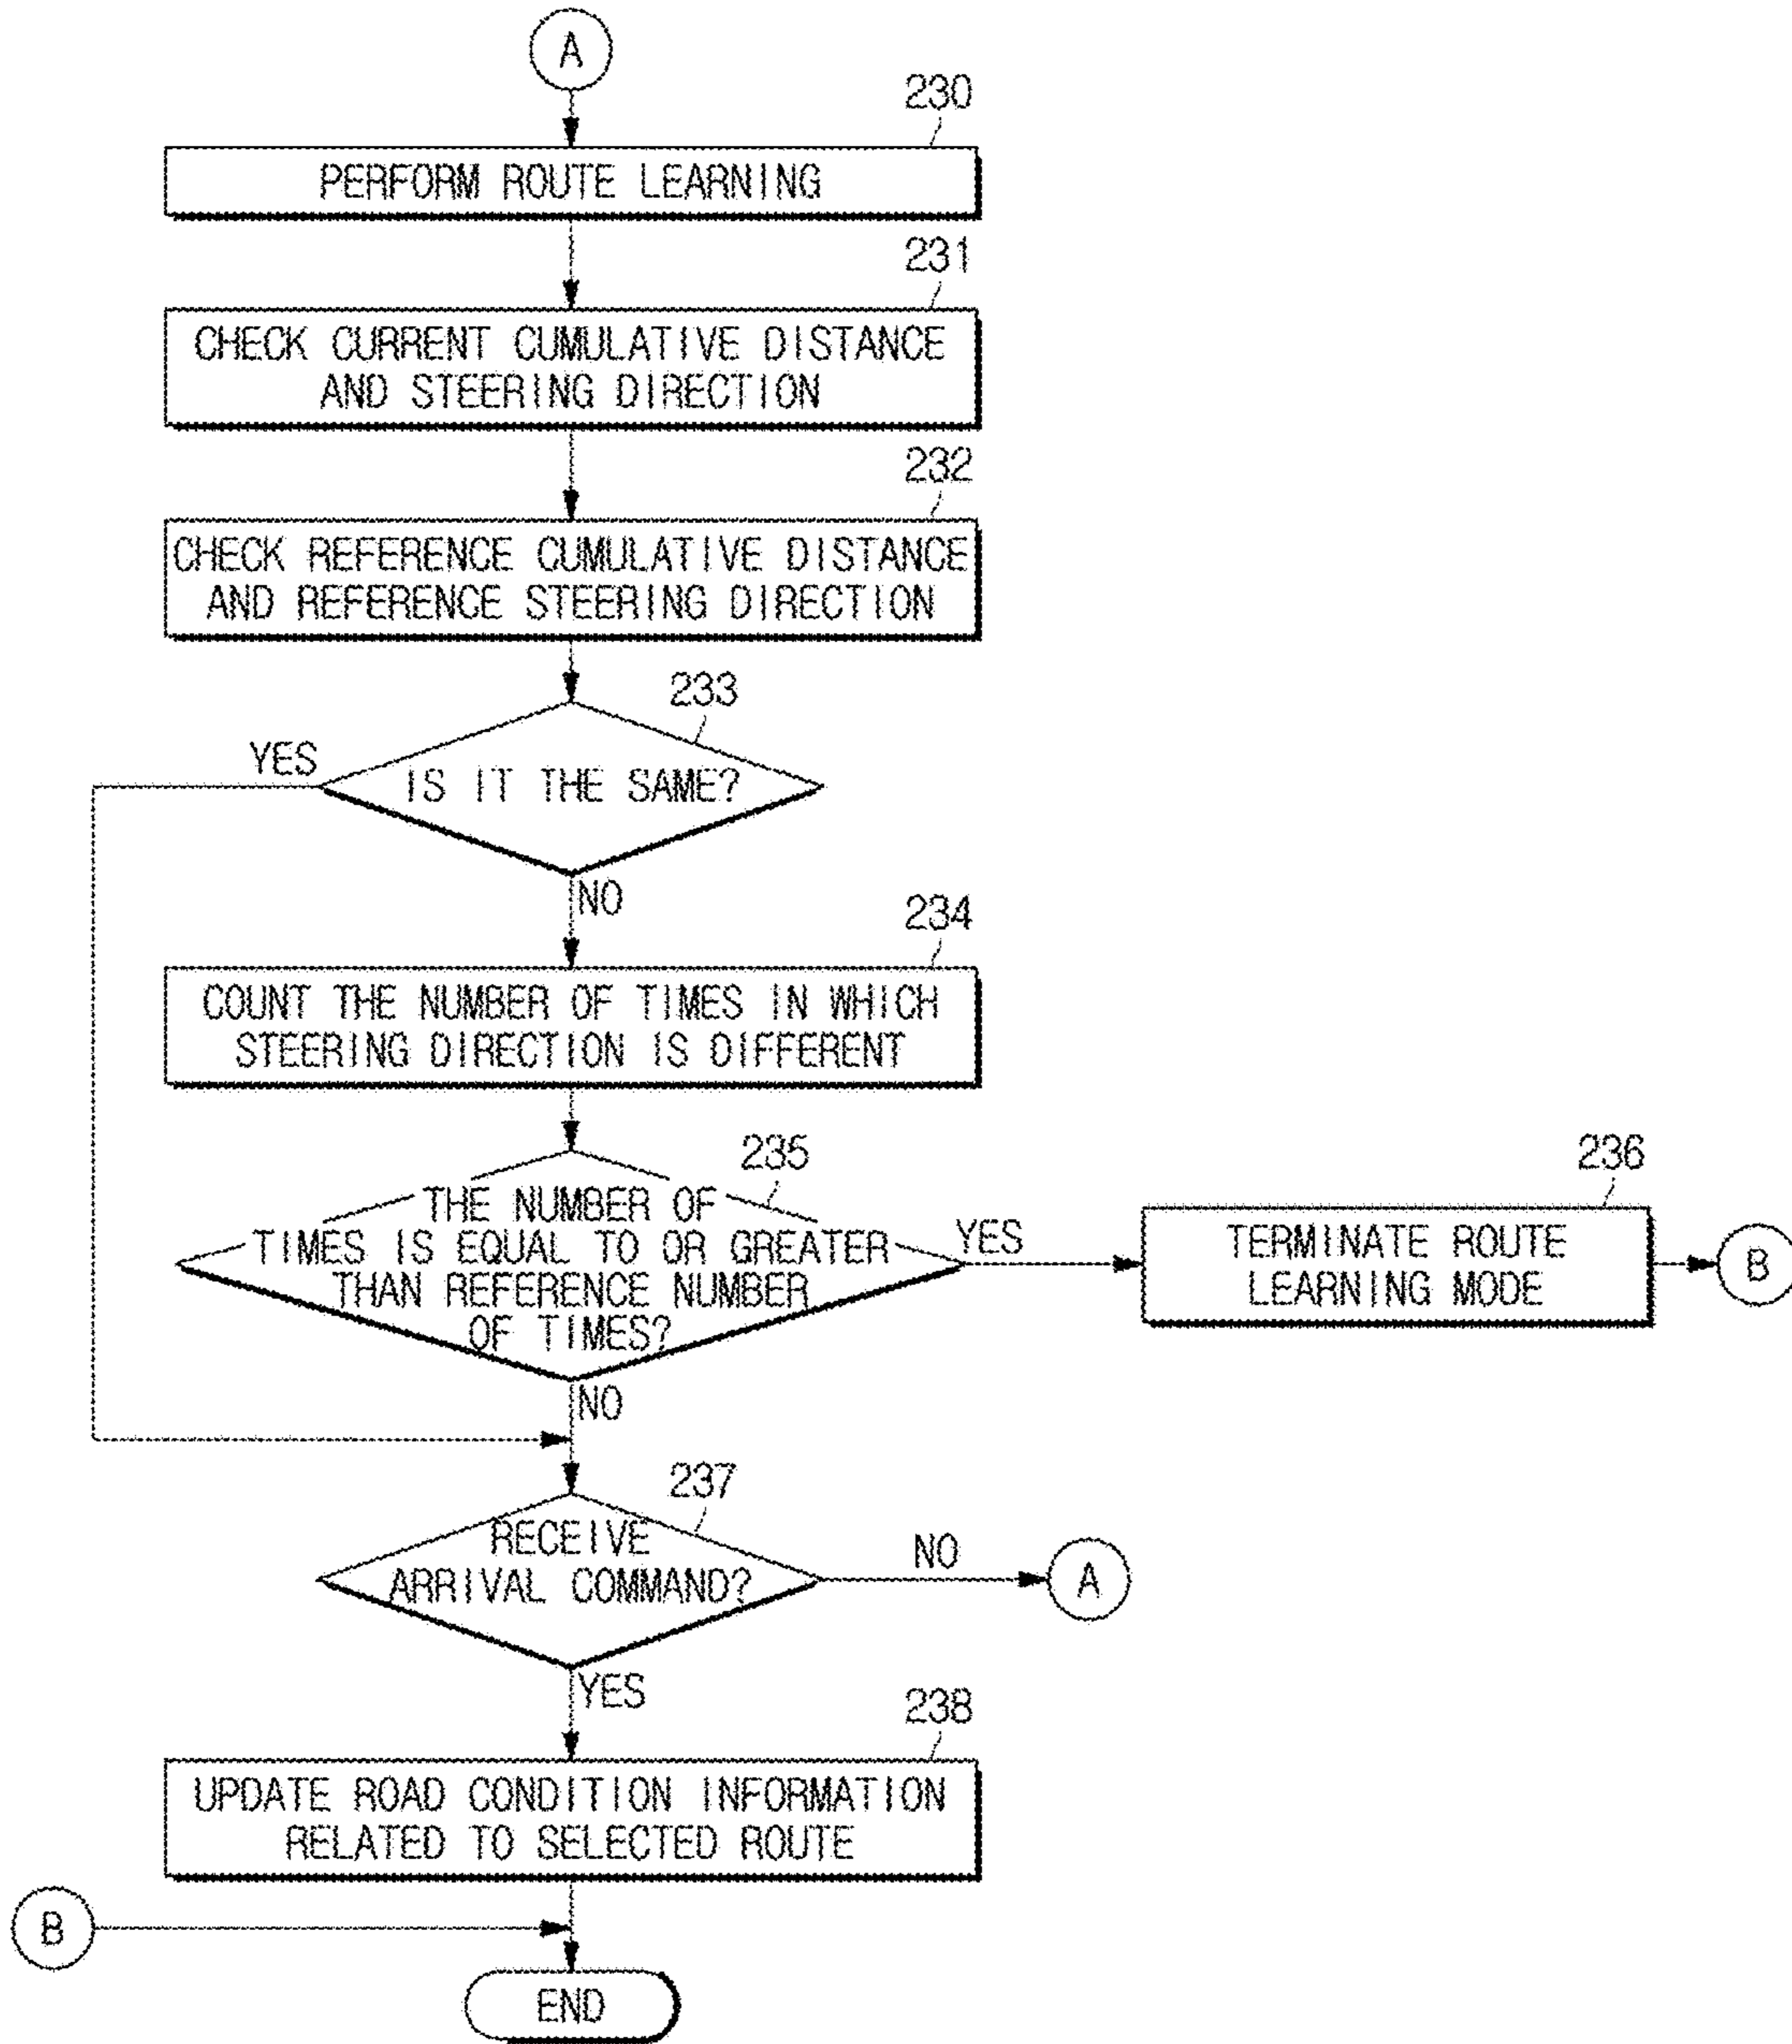 A
230
PERFORM ROUTE LEARNING
231
CHECK CURRENT CUMULATIVE DISTANCE
AND STEERING DIRECTION
232
CHECK REFERENCE CUMULATIVE DISTANCE
AND REFERENCE STEERING DIRECTION
233
YES
IS IT THE SAME?
NO
234
COUNT THE NUMBER OF TIMES IN WHICH
STEERING DIRECTION IS DIFFERENT
235
THE NUMBER OF
TIMES IS EQUAL TO OR GREATER
THAN REFERENCE NUMBER
OF TIMES?
YES
236
TERMINATE ROUTE
LEARNING MODE
B
NO
237
RECEIVE
ARRIVAL COMMAND?
NO
A
YES
238
UPDATE ROAD CONDITION INFORMATION
RELATED TO SELECTED ROUTE
B
END